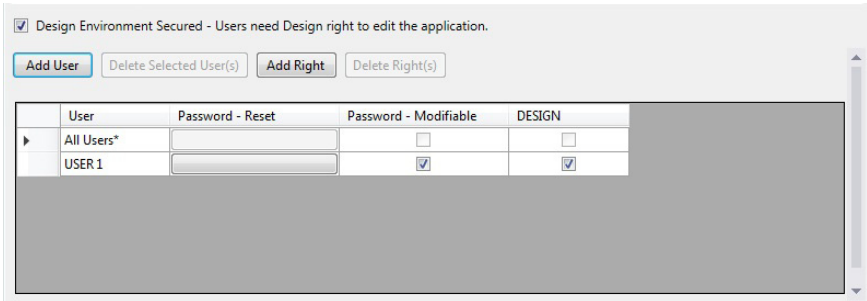 Design Environment Secured - Users need Design right to edit the application.
Add User Delete Selected User(s) Add Right Delete Right(s)
User Password - Reset Password - Modifiable DESIGN
All Users*
USER 1